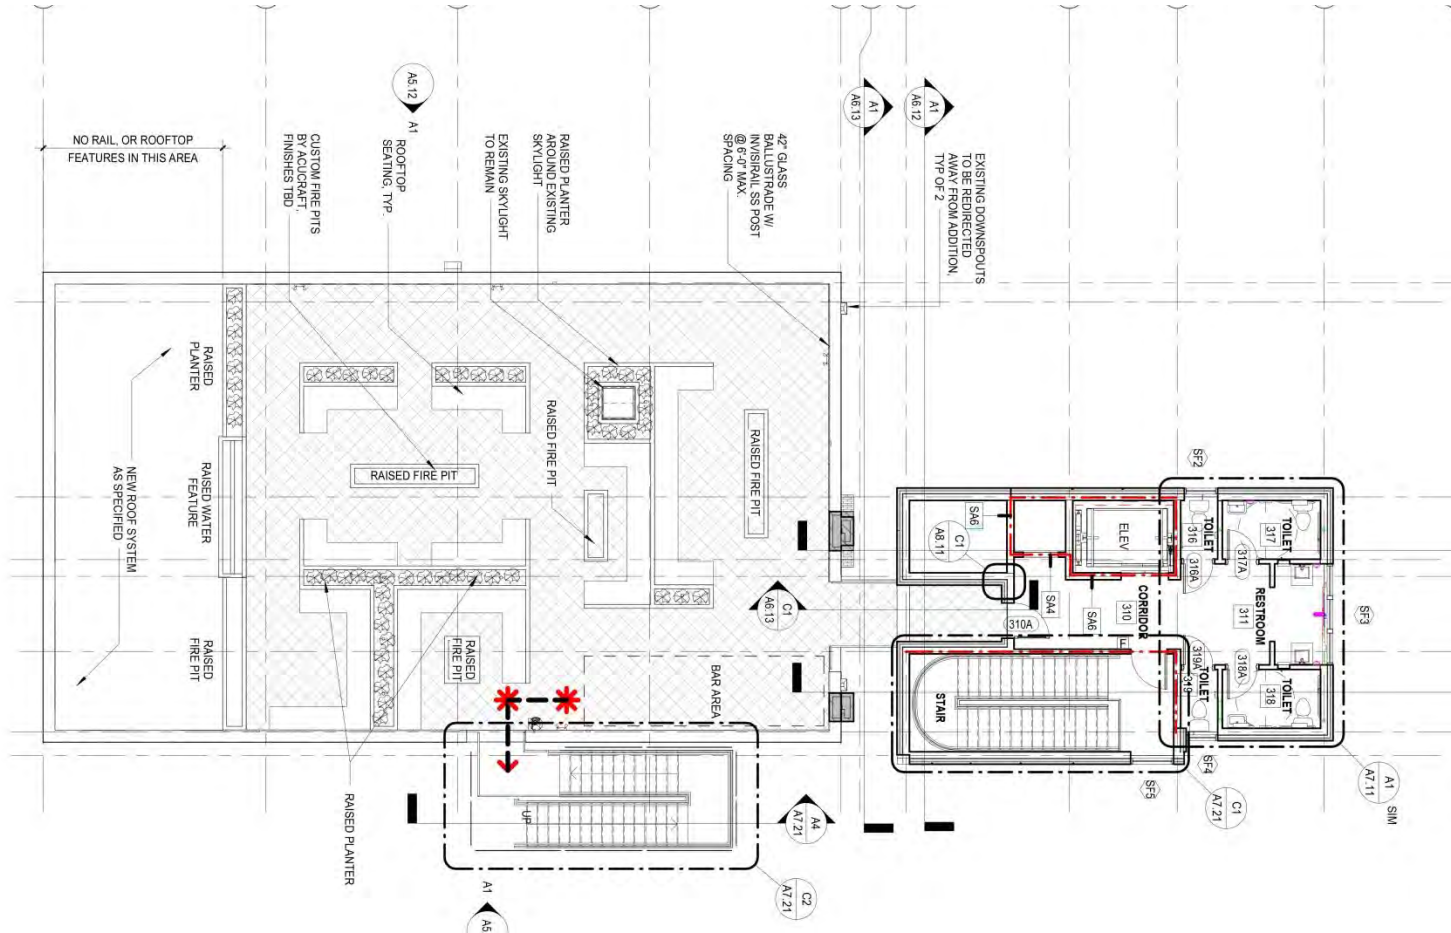 A5.12
A1
A1
A6.13
A1
A6.12
NO RAIL, OR ROOFTOP
FEATURES IN THIS AREA
CUSTOM FIRE PITS
BY ACUCRAFT,
FINISHES TBD
ROOFTOP
SEATING, TYP.
EXISTING SKYLIGHT
TO REMAIN
RAISED PLANTER
AROUND EXISTING
SKYLIGHT
42" GLASS
BALLUSTRADE W/
INVISIRAIL SS POST
@ 6'-0" MAX.
SPACING
EXISTING DOWNSPOUTS
TO BE REDIRECTED
AWAY FROM ADDITION,
TYP OF 2
RAISED
PLANTER
RAISED FIRE PIT
RAISED FIRE PIT
RAISED FIRE PIT
RAISED WATER
FEATURE
NEW ROOF SYSTEM
AS SPECIFIED
RAISED
FIRE PIT
RAISED
FIRE PIT
BAR AREA
RAISED PLANTER
UP
C1
A6.13
C1
A8.11
SA6
ELEV
SA4
SA6
CORRIDOR
310
310A
STAIR
SF2
TOILET
316
316A
TOILET
317
317A
RESTROOM
311
SF3
319A
TOILET
319
318A
TOILET
318
SF4
SF5
A1
A7.11
SIM
C1
A7.21
A4
A7.21
C2
A7.21
A1
A5